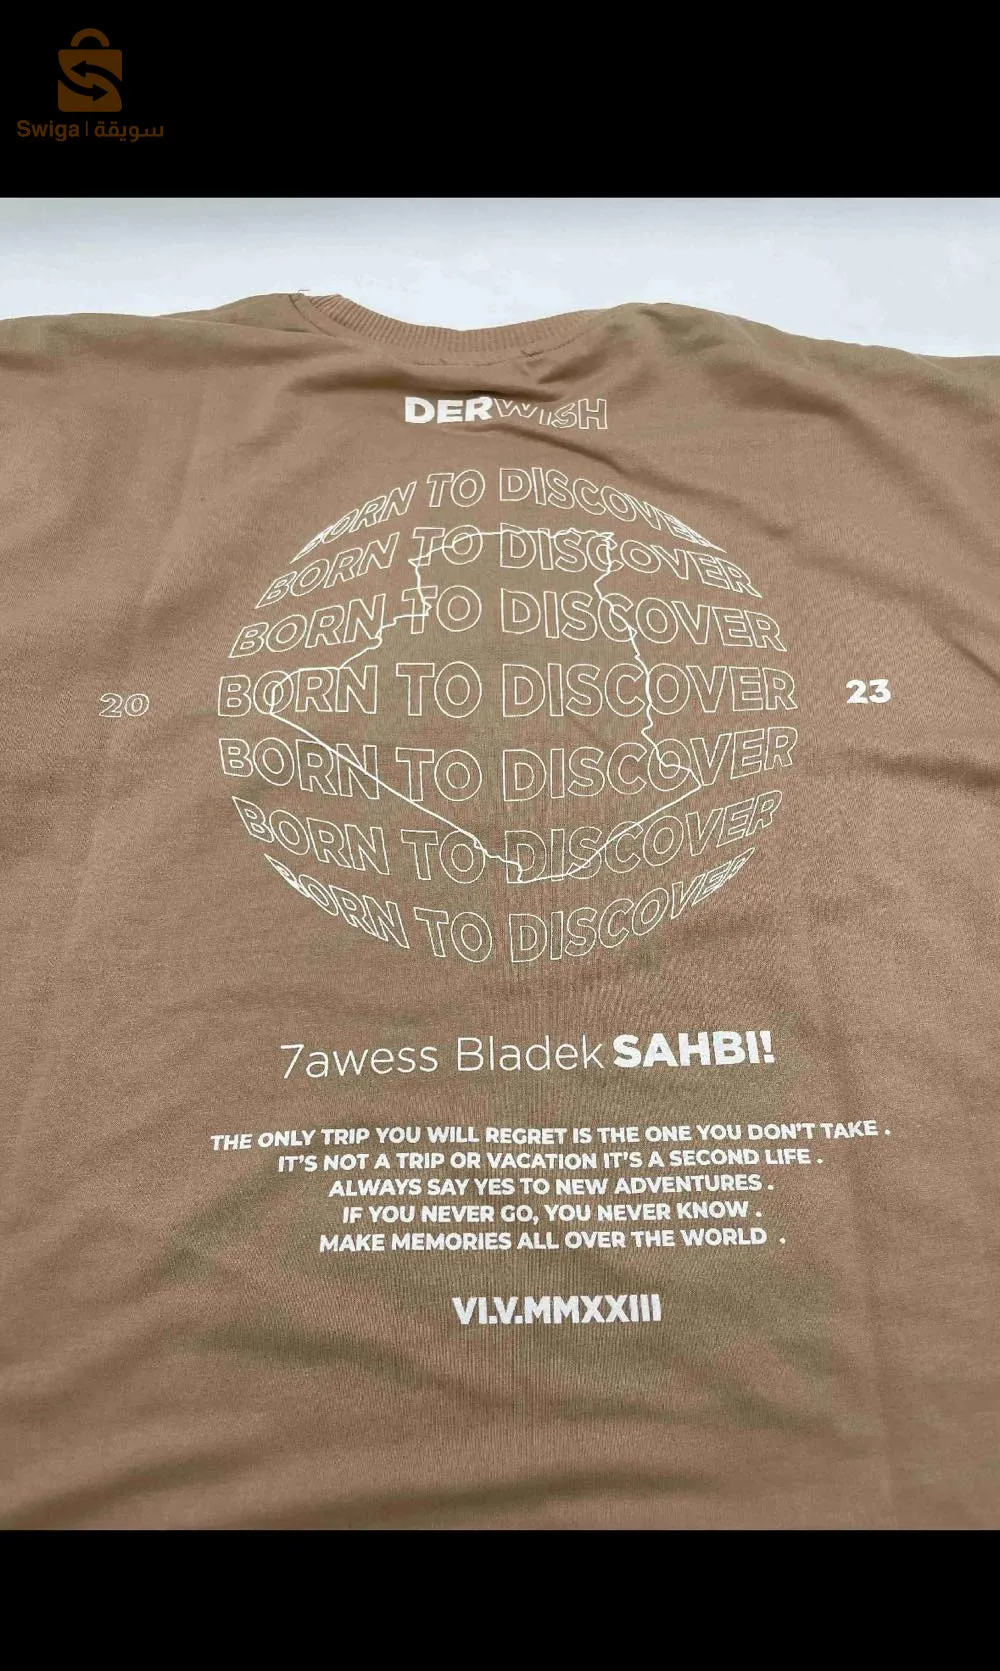 Swiga | سويقة
DERWISH
BORN TO DISCOVER
BORN TO DISCOVER
BORN TO DISCOVER
20 BORN TO DISCOVER 23
BORN TO DISCOVER
BORN TO DISCOVER
BORN TO DISCOVER
7awess Bladek SAHBI!
THE ONLY TRIP YOU WILL REGRET IS THE ONE YOU DON'T TAKE .
IT'S NOT A TRIP OR VACATION IT'S A SECOND LIFE .
ALWAYS SAY YES TO NEW ADVENTURES .
IF YOU NEVER GO, YOU NEVER KNOW .
MAKE MEMORIES ALL OVER THE WORLD .
VI.V.MMXXIII